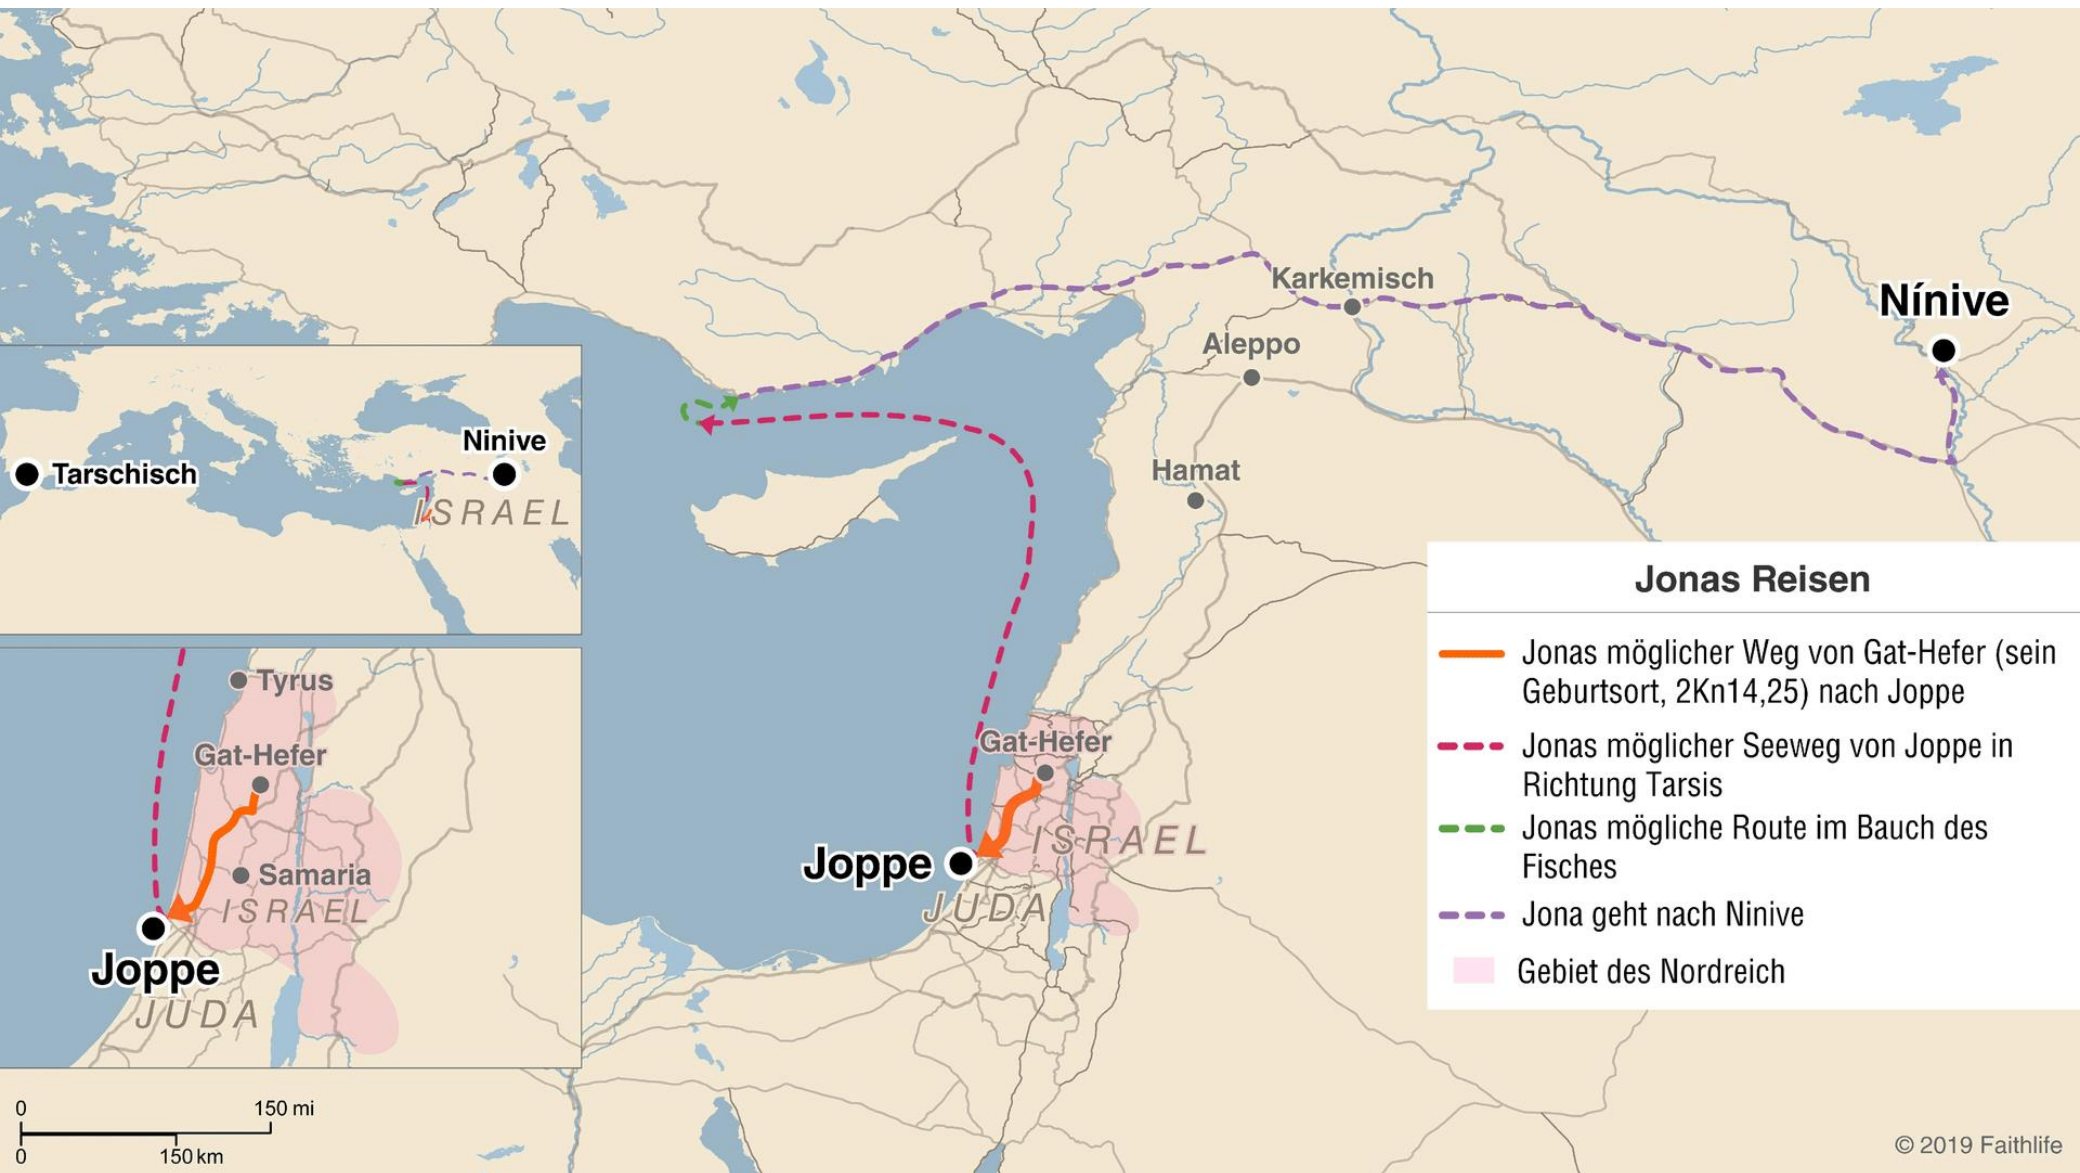 Karkemisch
Nínive
Aleppo
Hamat
Ninive
Tarschisch
ISRAEL
Tyrus
Gat-Hefer
Samaria
ISRAEL
Joppe
JUDA
Gat-Hefer
ISRAEL
Joppe
JUDA
Jonas Reisen
Jonas möglicher Weg von Gat-Hefer (sein
Geburtsort, 2Kn14,25) nach Joppe
Jonas möglicher Seeweg von Joppe in
Richtung Tarsis
Jonas mögliche Route im Bauch des
Fisches
Jona geht nach Ninive
Gebiet des Nordreich
0 150 mi
0 150 km
© 2019 Faithlife